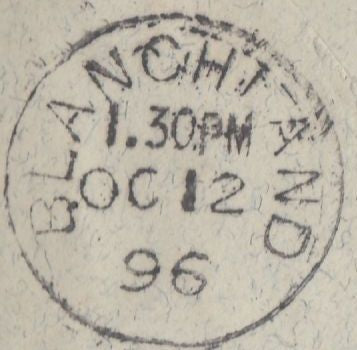 BLANCHLAND
1.30PM
OC 12
96